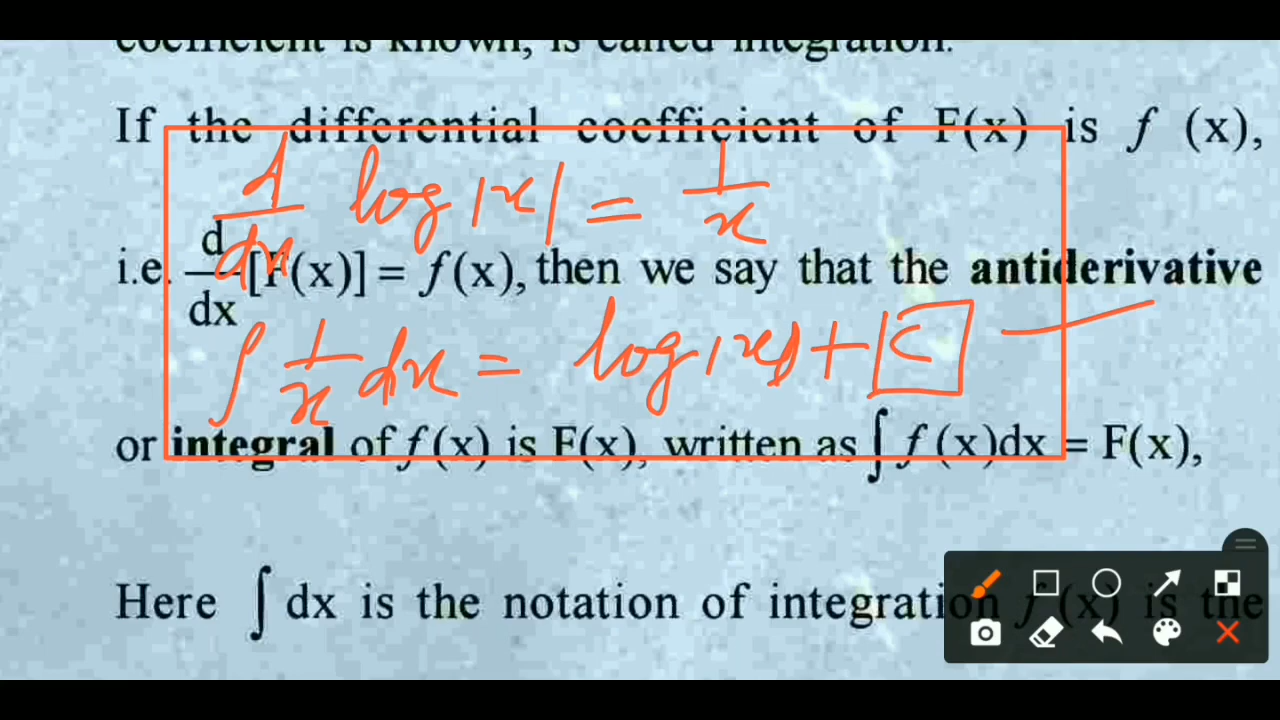 coefficient is known, is called integration.
If the differential coefficient of F(x) is f (x),
d/dx log|x| = 1/x
i.e. d/dx [F(x)] = f(x), then we say that the antiderivative
∫ 1/x dx = log|x| + C
or integral of f(x) is F(x), written as ∫ f(x)dx = F(x),
Here ∫ dx is the notation of integration f (x) is the